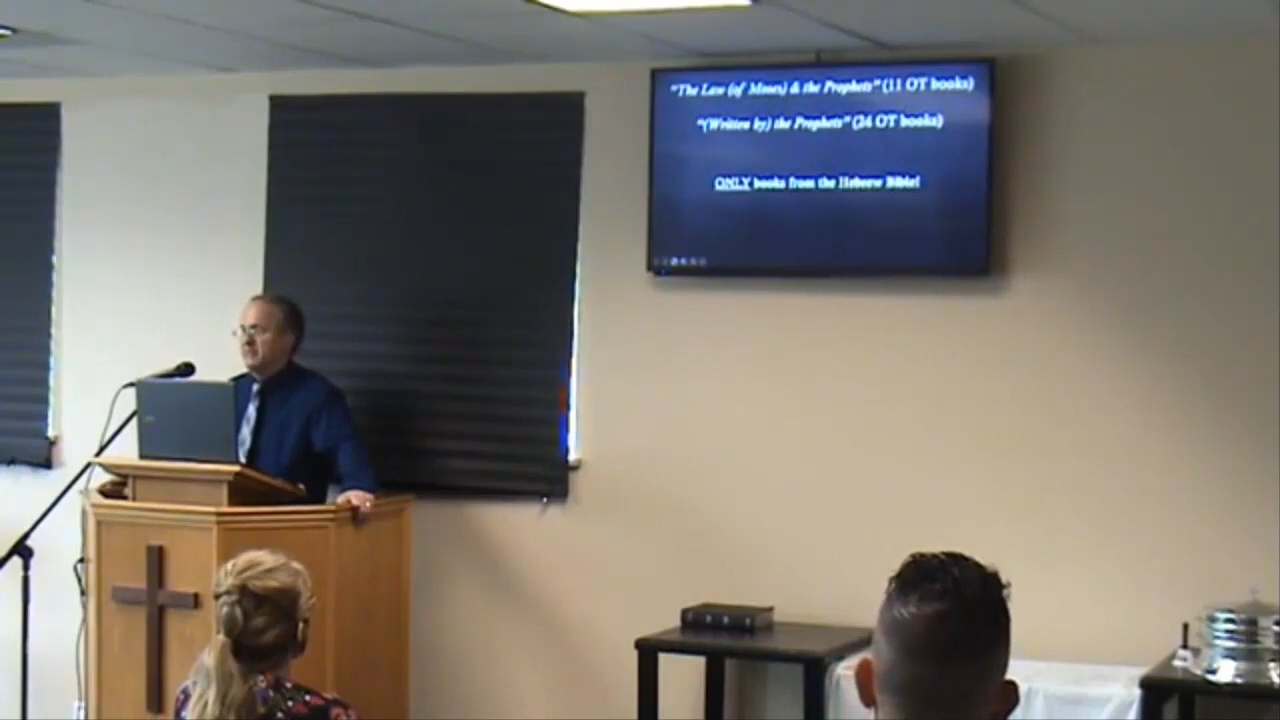 "The Law (of Moses) & the Prophets" (11 OT books)
"(Written by) the Prophets" (24 OT books)
ONLY books from the Hebrew Bible!